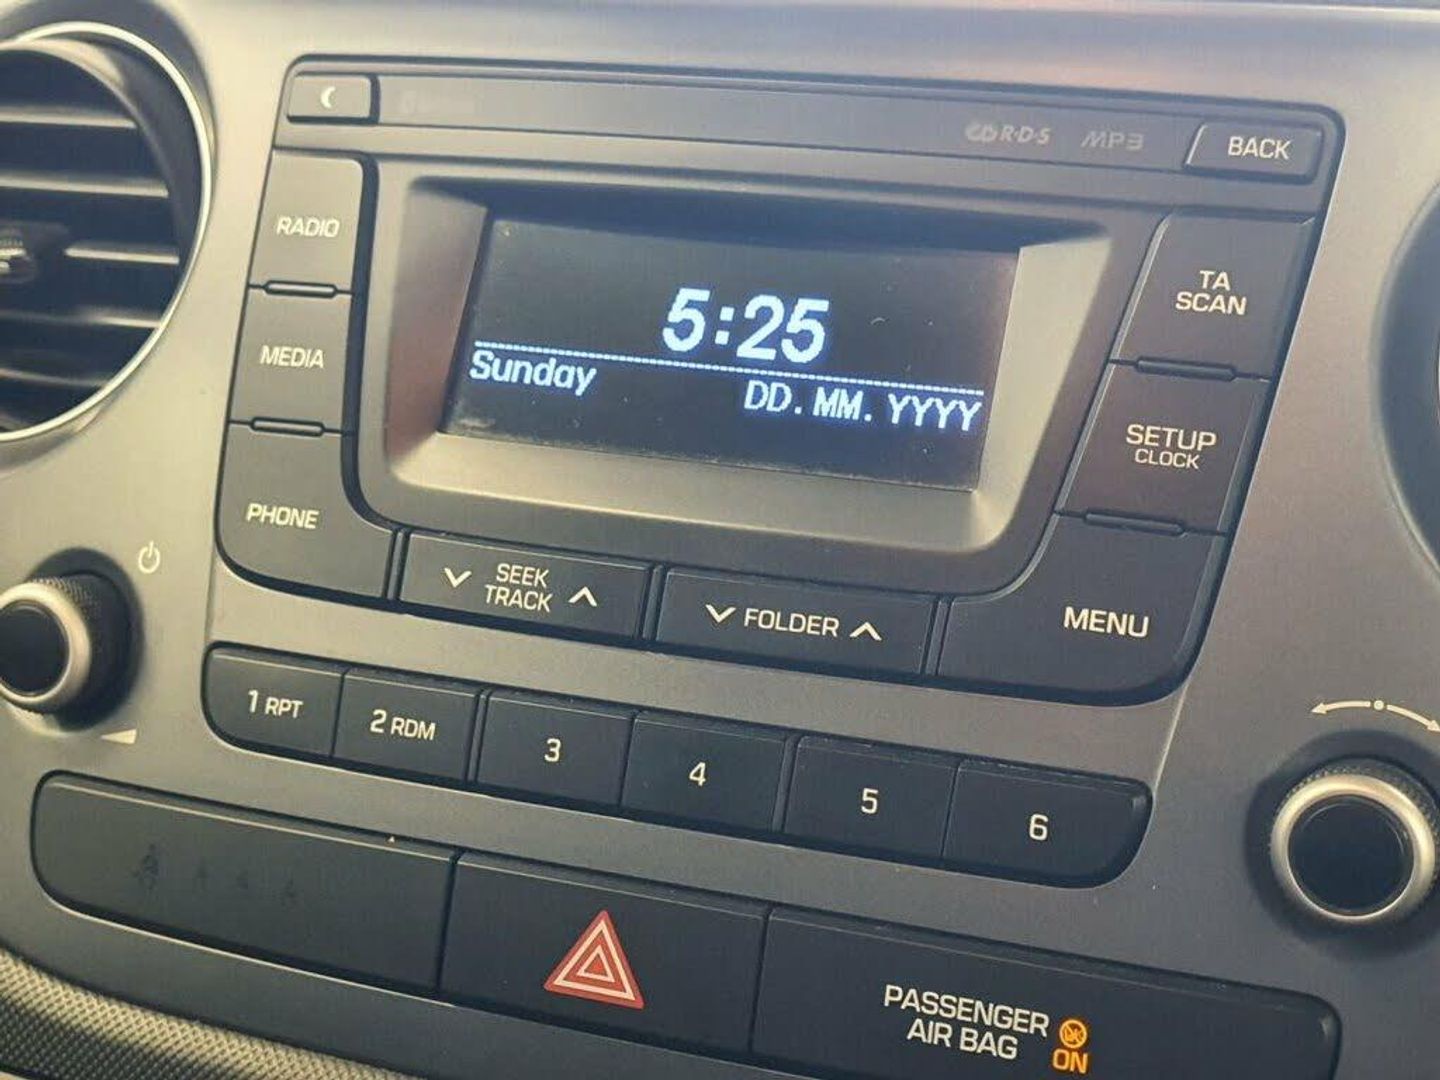 RDS MP3 BACK
RADIO
MEDIA
PHONE
5:25
Sunday DD.MM.YYYY
TA
SCAN
SETUP
CLOCK
MENU
SEEK
TRACK
FOLDER
1 RPT
2 RDM
3
4
5
6
PASSENGER
AIR BAG
ON